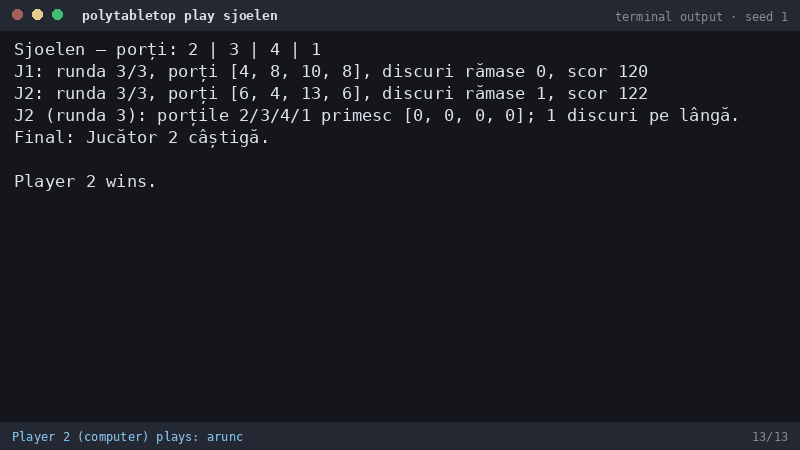 polytabletop play sjoelen
terminal output · seed 1
Sjoelen — porți: 2 | 3 | 4 | 1
J1: runda 3/3, porți [4, 8, 10, 8], discuri rămase 0, scor 120
J2: runda 3/3, porți [6, 4, 13, 6], discuri rămase 1, scor 122
J2 (runda 3): porțile 2/3/4/1 primesc [0, 0, 0, 0]; 1 discuri pe lângă.
Final: Jucător 2 câștigă.
Player 2 wins.
Player 2 (computer) plays: arunc
13/13